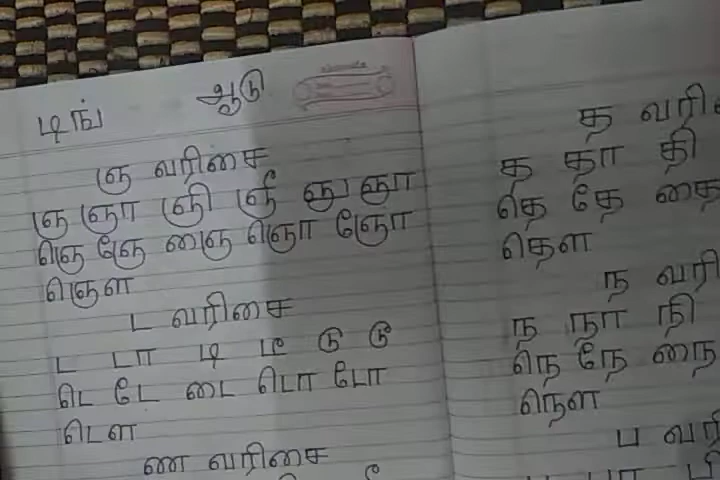 டிங் ஆடு
ஞ வரிசை
ஞ ஞா ஞி ஞீ ஞு ஞூ
ஞெ ஞே ஞை ஞொ ஞோ
ஞௌ
ட வரிசை
ட டா டி டீ டு டூ
டெ டே டை டொ டோ
டௌ
ண வரிசை
த வரி
த தா தி
தெ தே தை
தௌ
ந வரி
ந நா நி
நெ நே நை
நௌ
ப வரி
ப பா பி